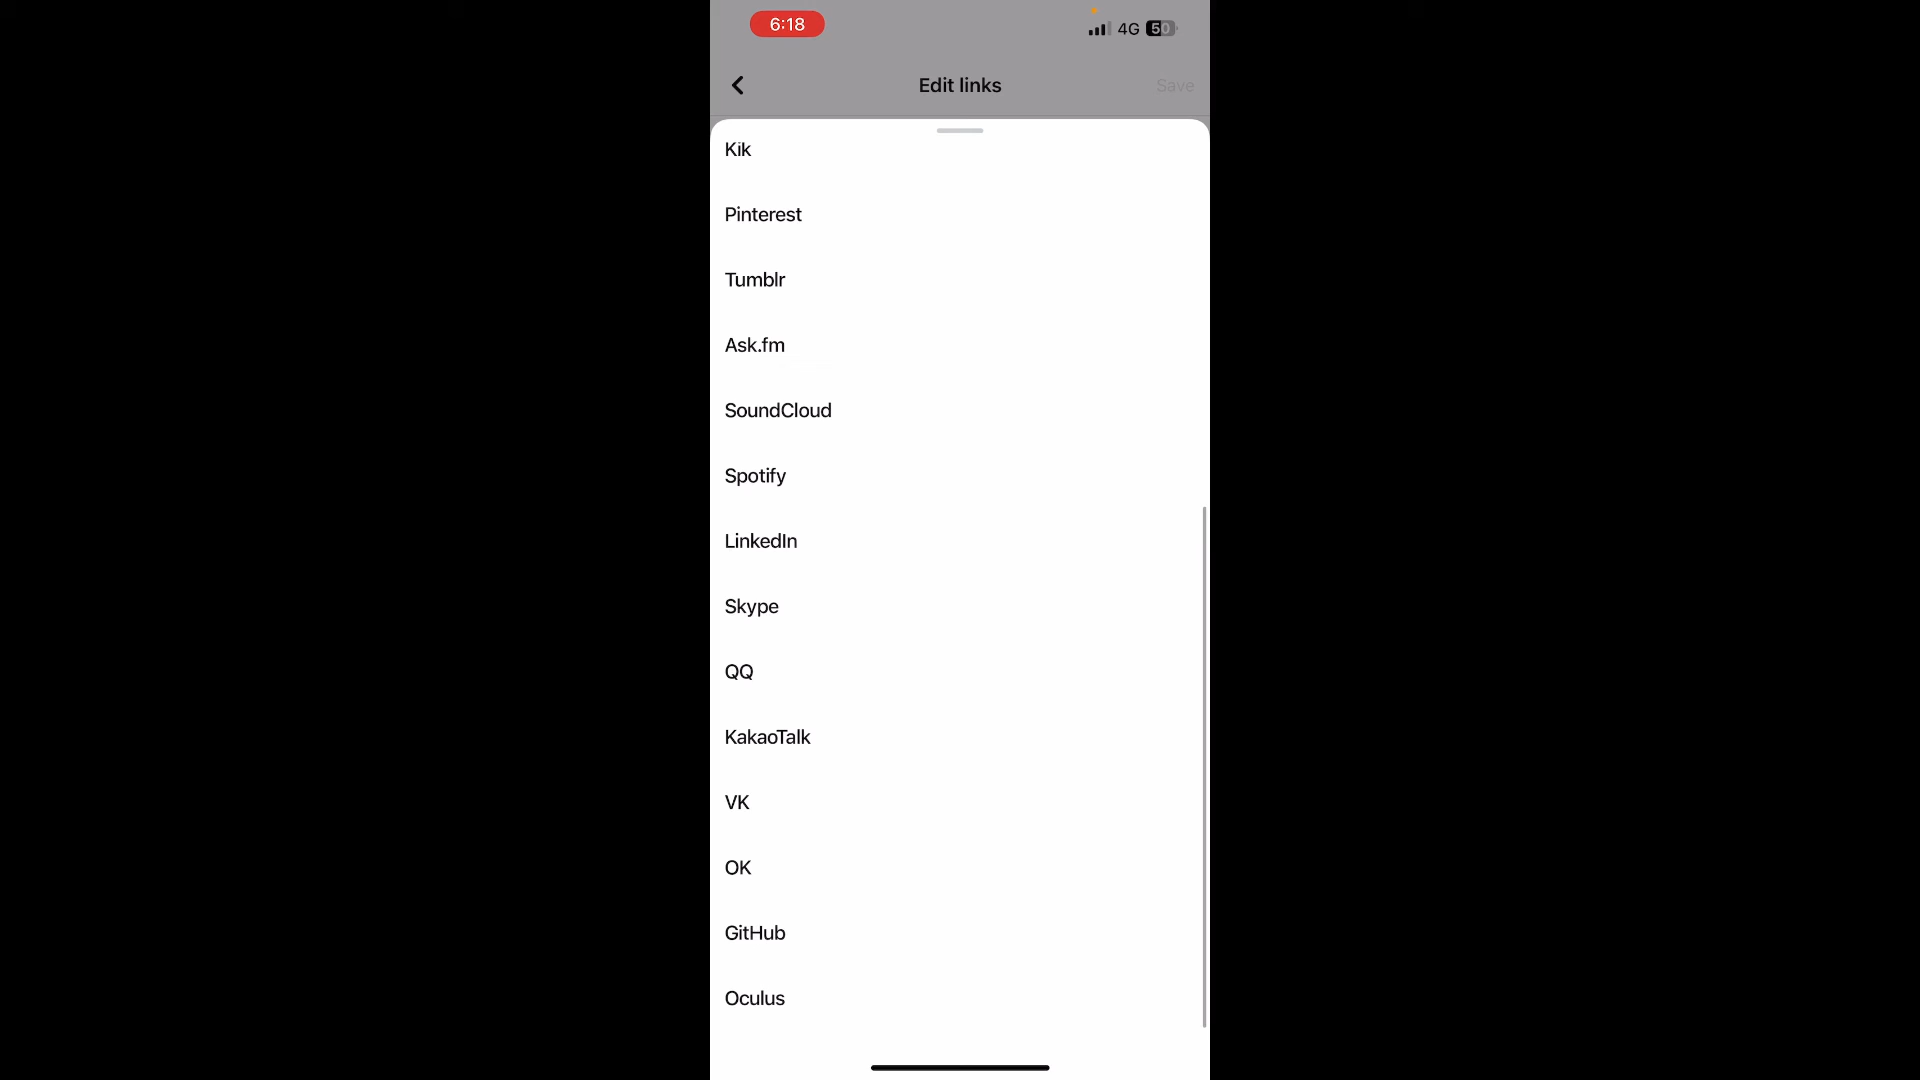 6:18
4G 50
Edit links
Save
Kik
Pinterest
Tumblr
Ask.fm
SoundCloud
Spotify
LinkedIn
Skype
QQ
KakaoTalk
VK
OK
GitHub
Oculus